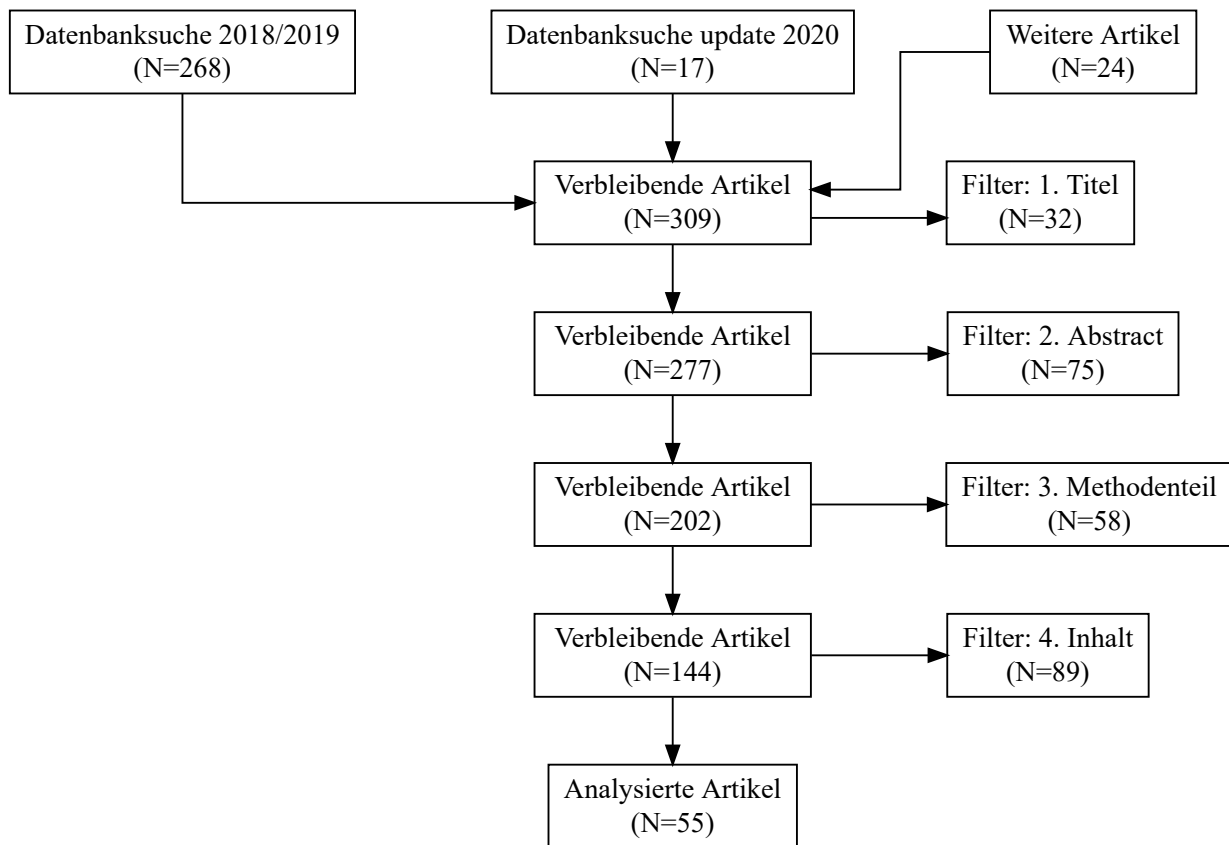 Datenbanksuche 2018/2019
(N=268)
Datenbanksuche update 2020
(N=17)
Weitere Artikel
(N=24)
Verbleibende Artikel
(N=309)
Filter: 1. Titel
(N=32)
Verbleibende Artikel
(N=277)
Filter: 2. Abstract
(N=75)
Verbleibende Artikel
(N=202)
Filter: 3. Methodenteil
(N=58)
Verbleibende Artikel
(N=144)
Filter: 4. Inhalt
(N=89)
Analysierte Artikel
(N=55)